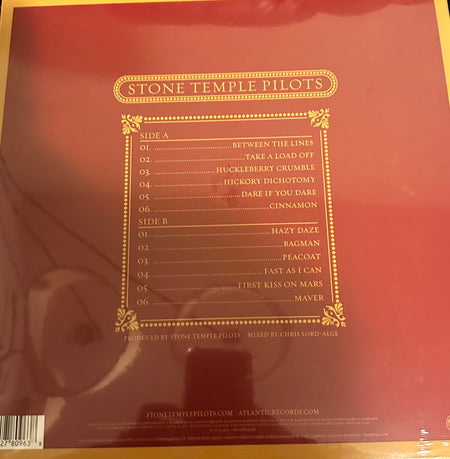 STONE TEMPLE PILOTS
SIDE A
01. BETWEEN THE LINES
02. TAKE A LOAD OFF
03. HUCKLEBERRY CRUMBLE
04. HICKORY DICHOTOMY
05. DARE IF YOU DARE
06. CINNAMON
SIDE B
01. HAZY DAZE
02. BAGMAN
03. PEACOAT
04. FAST AS I CAN
05. FIRST KISS ON MARS
06. MAVER
PRODUCED BY STONE TEMPLE PILOTS MIXED BY CHRIS LORD-ALGE
STONETEMPLEPILOTS.COM ATLANTICRECORDS.COM
27 80963 8